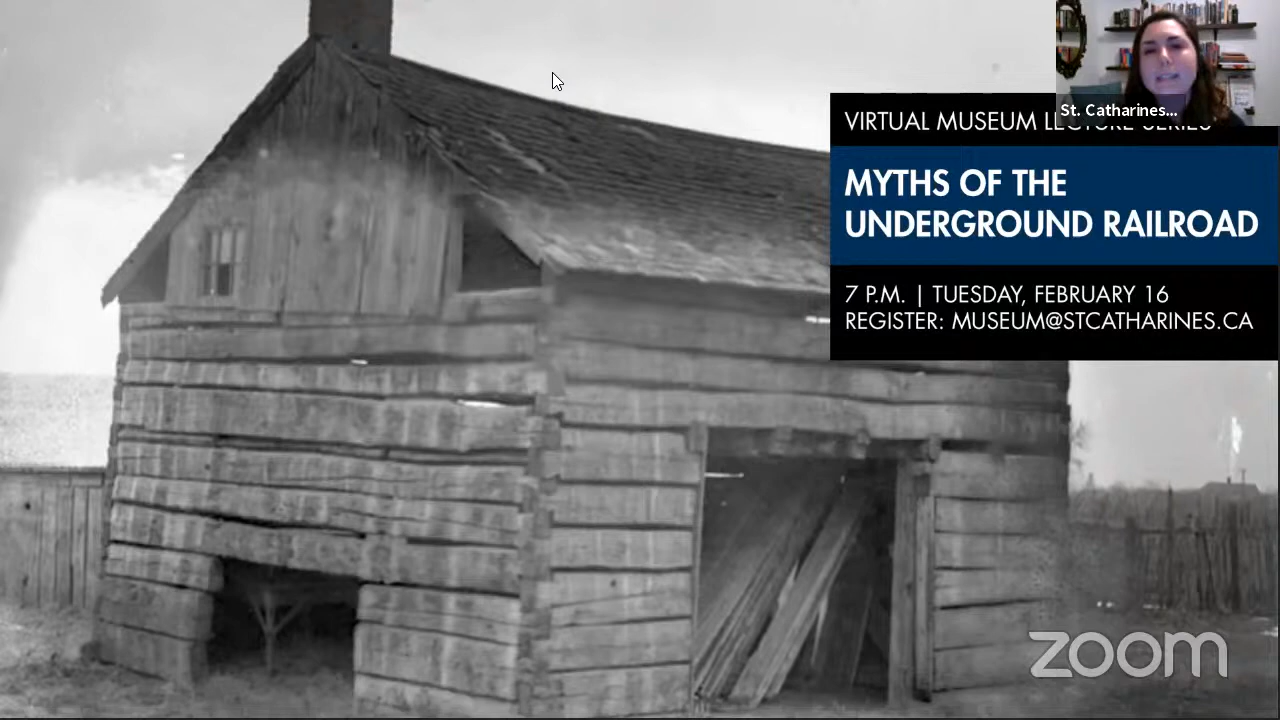 St. Catharines...
VIRTUAL MUSEUM LECTURE SERIES
MYTHS OF THE
UNDERGROUND RAILROAD
7 P.M. | TUESDAY, FEBRUARY 16
REGISTER: MUSEUM@STCATHARINES.CA
zoom